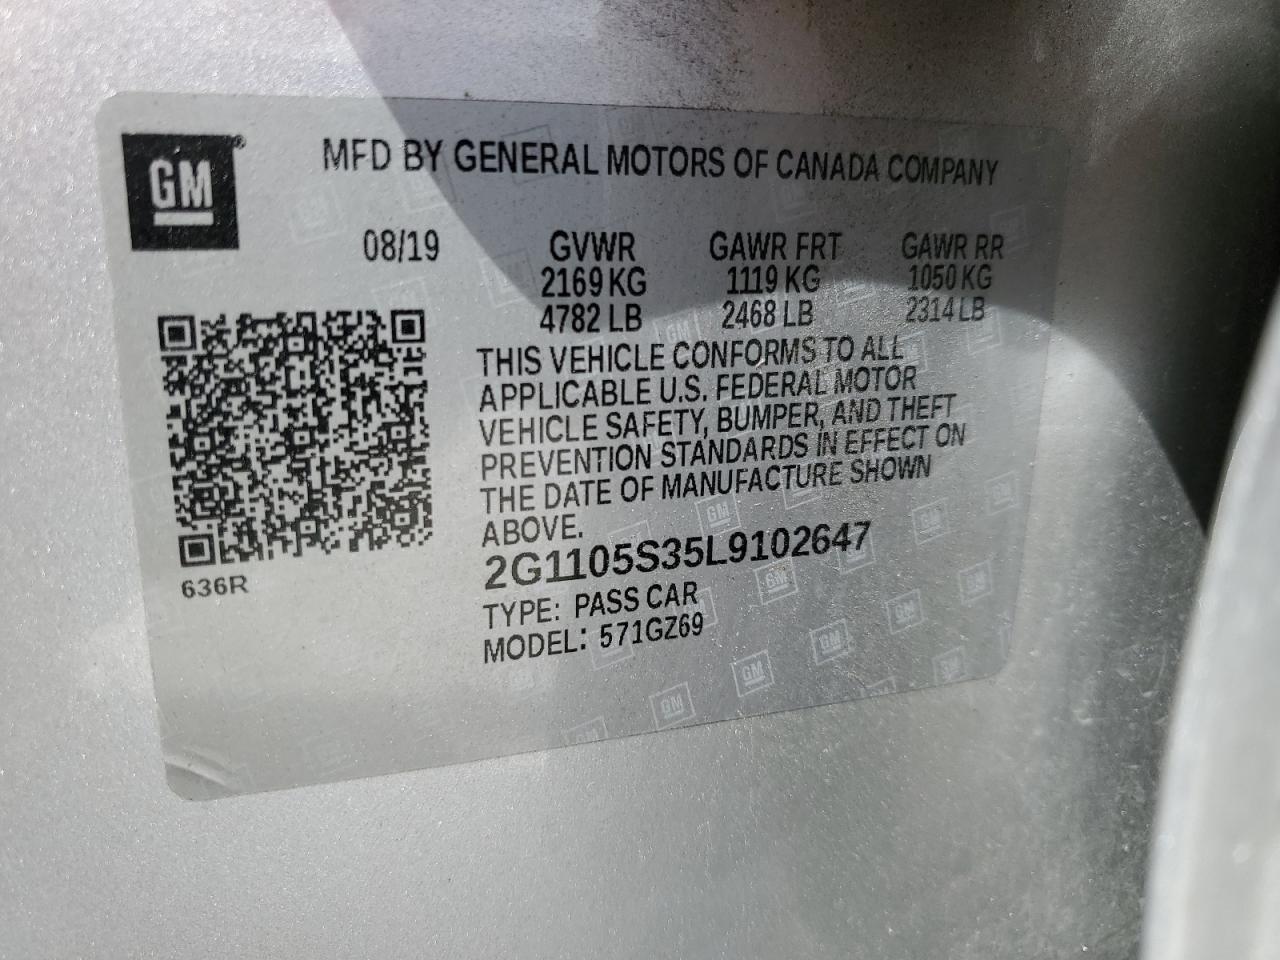 GM
MFD BY GENERAL MOTORS OF CANADA COMPANY
08/19 GVWR GAWR FRT GAWR RR
2169 KG 1119 KG 1050 KG
4782 LB 2468 LB 2314 LB
THIS VEHICLE CONFORMS TO ALL
APPLICABLE U.S. FEDERAL MOTOR
VEHICLE SAFETY, BUMPER, AND THEFT
PREVENTION STANDARDS IN EFFECT ON
THE DATE OF MANUFACTURE SHOWN
ABOVE.
2G1105S35L9102647
636R
TYPE: PASS CAR
MODEL: 571GZ69